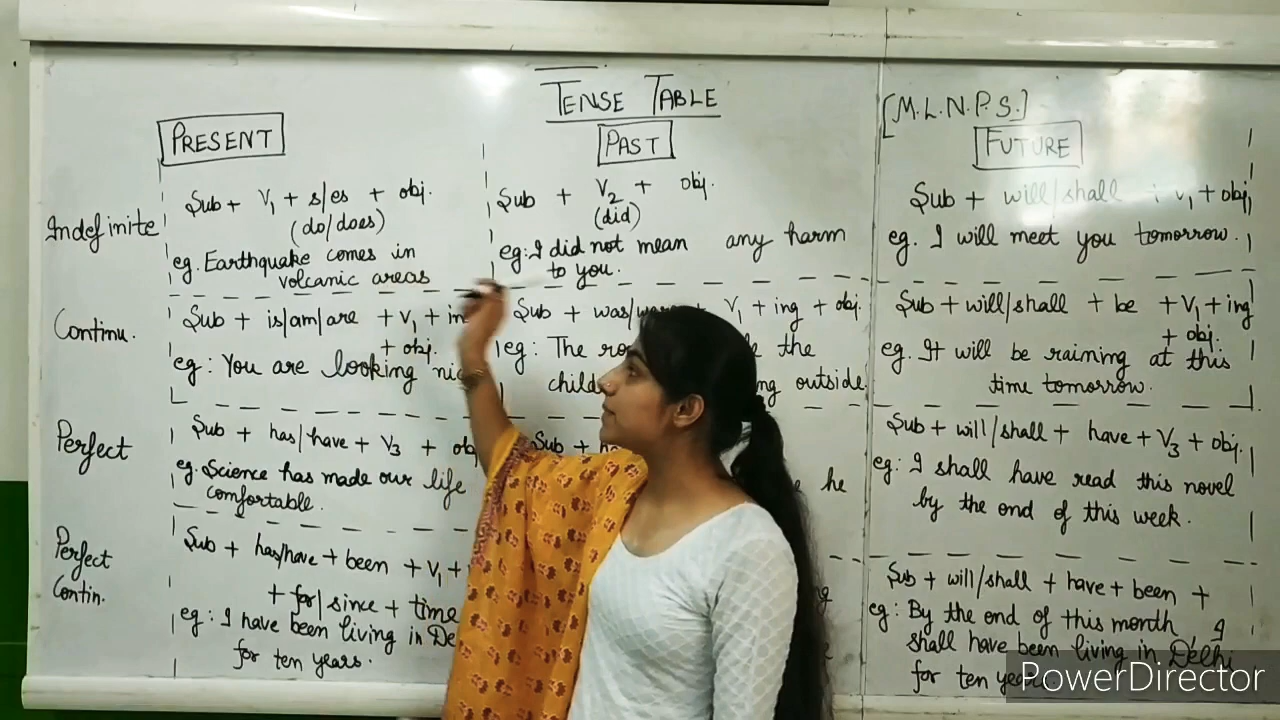 TENSE TABLE
[M.L.N.P.S.]
PRESENT
PAST
FUTURE
Indefinite
Sub + V1 + s/es + obj.
(do/does)
eg. Earthquake comes in
volcanic areas
Sub + V2 + obj.
(did)
eg: I did not mean any harm
to you.
Sub + will/shall + V1 + obj
eg. I will meet you tomorrow.
Continu.
Sub + is/am/are + V1 + in
+ obj.
eg: You are looking
Sub + was/ V1 + ing + obj.
eg: The the
outside
Sub + will/shall + be + V1 + ing
+ obj.
eg. It will be raining at this
time tomorrow.
Perfect
Sub + has/have + V3 + obj
eg. Science has made our life
comfortable.
Sub +
he
Sub + will/shall + have + V3 + obj.
eg: I shall have read this novel
by the end of this week.
Perfect
Contin.
Sub + has/have + been + V1 +
+ for/since + time
eg: I have been living in De
for ten years.
Sub + will/shall + have + been +
eg: By the end of this month, I
shall have been living in Delhi
for ten
PowerDirector